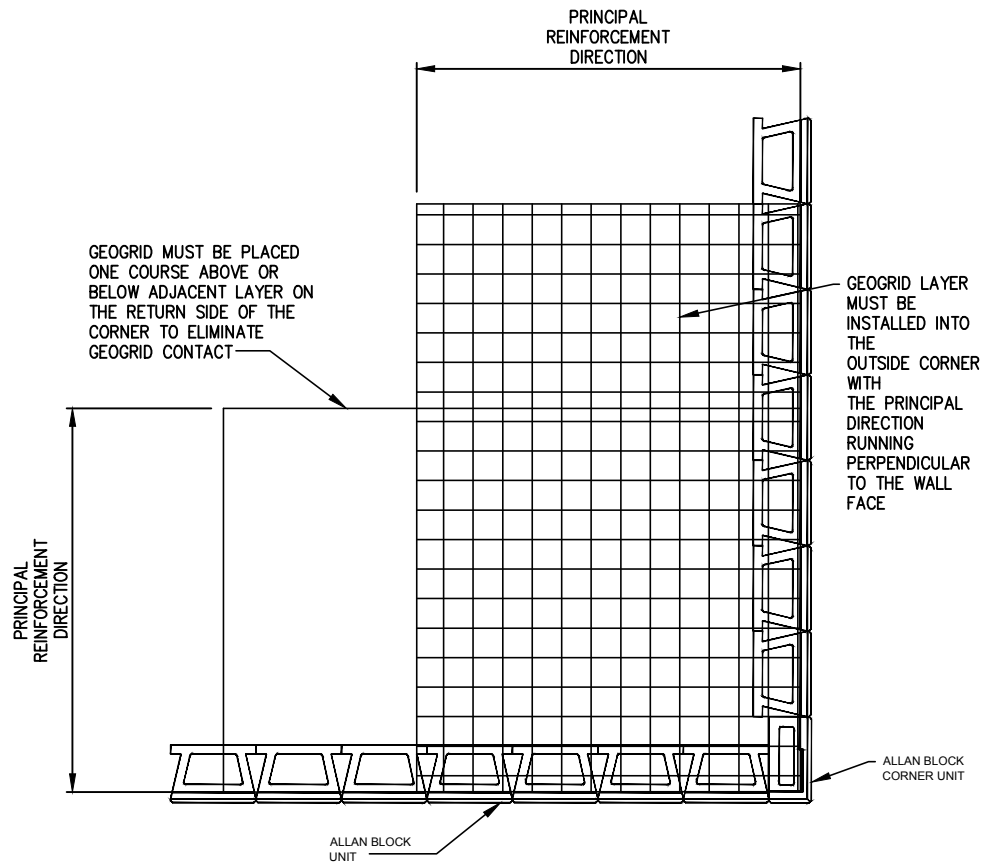 PRINCIPAL
REINFORCEMENT
DIRECTION
GEOGRID MUST BE PLACED
ONE COURSE ABOVE OR
BELOW ADJACENT LAYER ON
THE RETURN SIDE OF THE
CORNER TO ELIMINATE
GEOGRID CONTACT
GEOGRID LAYER
MUST BE
INSTALLED INTO
THE
OUTSIDE CORNER
WITH
THE PRINCIPAL
DIRECTION
RUNNING
PERPENDICULAR
TO THE WALL
FACE
PRINCIPAL
REINFORCEMENT
DIRECTION
ALLAN BLOCK
CORNER UNIT
ALLAN BLOCK
UNIT